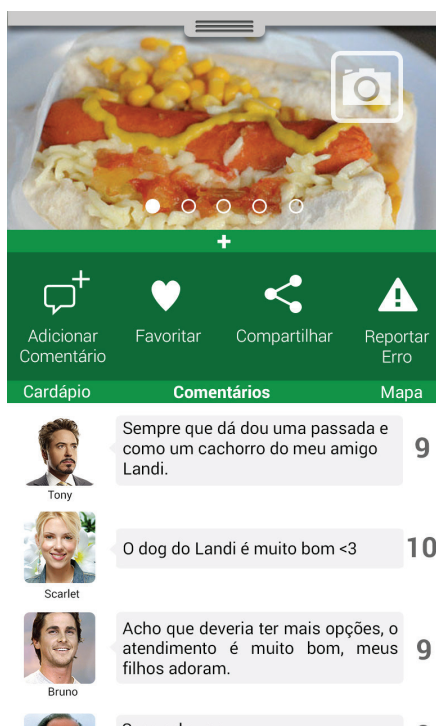 +
Adicionar
Comentário
Favoritar
Compartilhar
Reportar
Erro
Cardápio
Comentários
Mapa
Sempre que dá dou uma passada e
como um cachorro do meu amigo
Landi.
9
Tony
O dog do Landi é muito bom <3
10
Scarlet
Acho que deveria ter mais opções, o
atendimento é muito bom, meus
filhos adoram.
9
Bruno